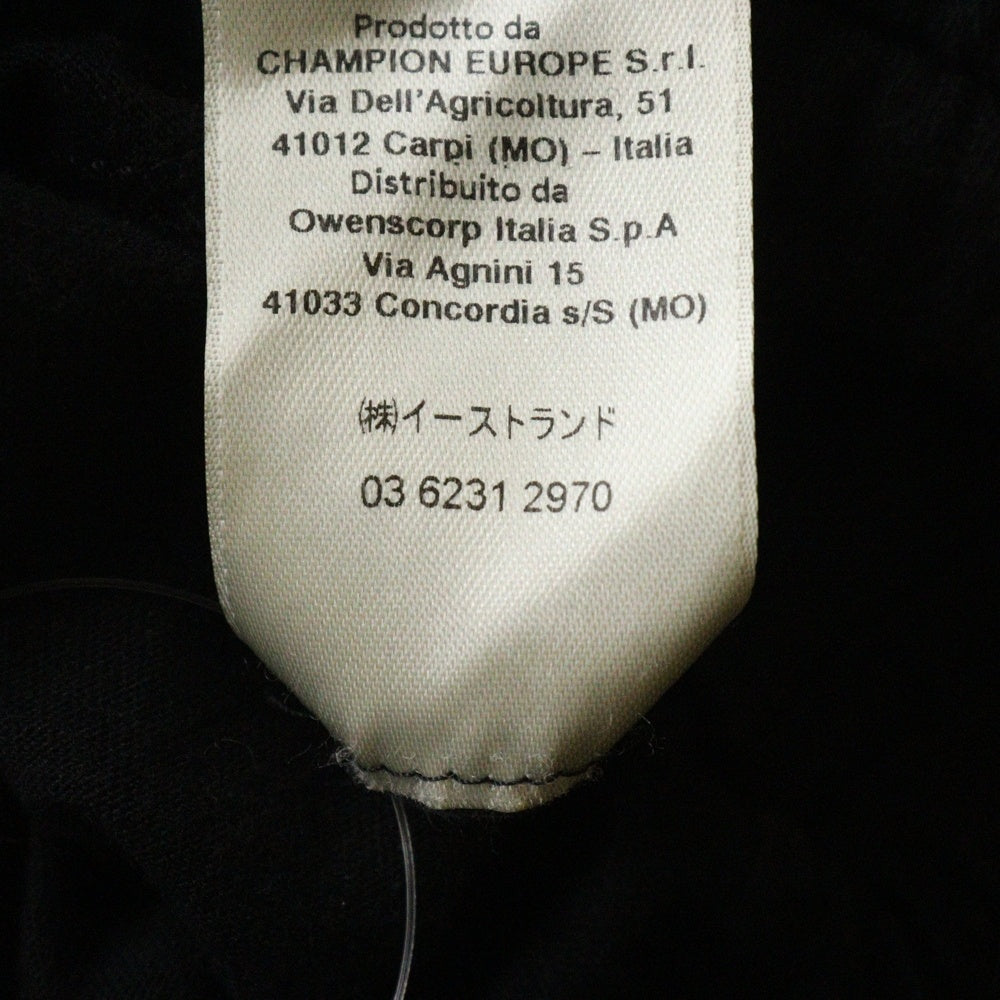 Prodotto da
CHAMPION EUROPE S.r.l.
Via Dell'Agricoltura, 51
41012 Carpi (MO) – Italia
Distribuito da
Owenscorp Italia S.p.A
Via Agnini 15
41033 Concordia s/S (MO)
㈱イーストランド
03 6231 2970